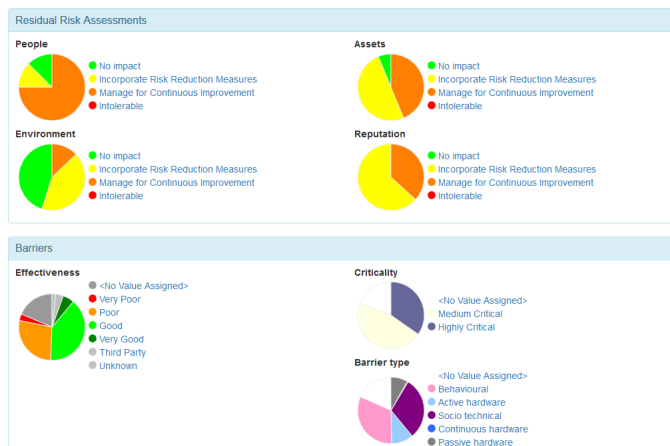 Residual Risk Assessments
People
No impact
Incorporate Risk Reduction Measures
Manage for Continuous Improvement
Intolerable
Assets
No impact
Incorporate Risk Reduction Measures
Manage for Continuous Improvement
Intolerable
Environment
No impact
Incorporate Risk Reduction Measures
Manage for Continuous Improvement
Intolerable
Reputation
No impact
Incorporate Risk Reduction Measures
Manage for Continuous Improvement
Intolerable
Barriers
Effectiveness
<No Value Assigned>
Very Poor
Poor
Good
Very Good
Third Party
Unknown
Criticality
<No Value Assigned>
Medium Critical
Highly Critical
Barrier type
<No Value Assigned>
Behavioural
Active hardware
Socio technical
Continuous hardware
Passive hardware